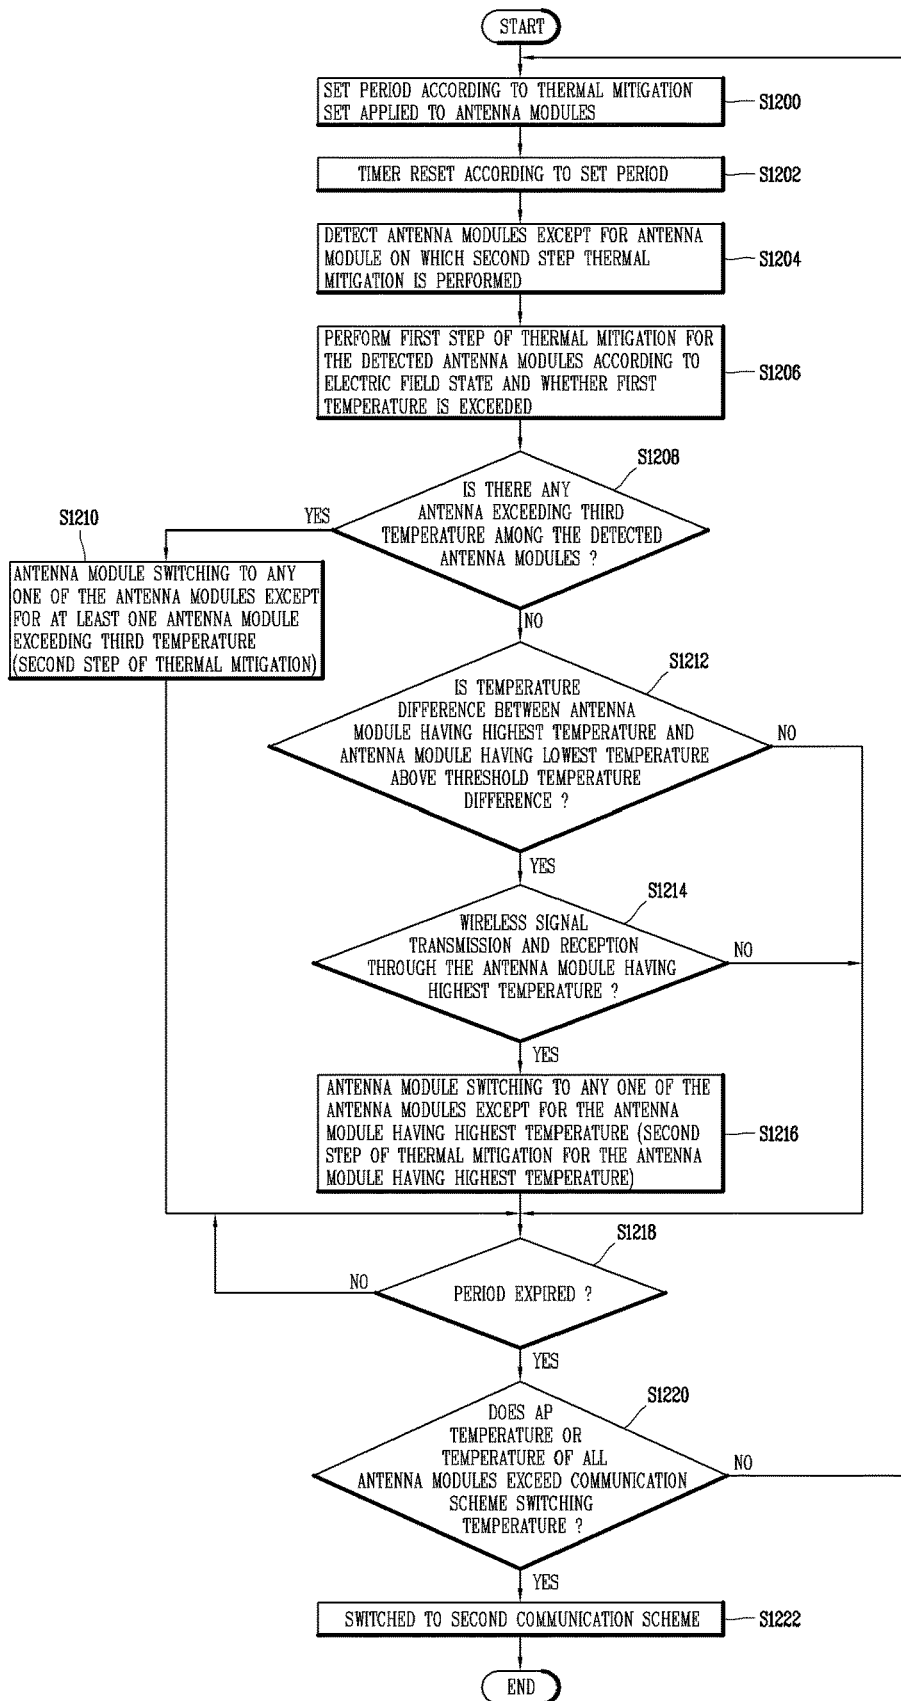 START
SET PERIOD ACCORDING TO THERMAL MITIGATION
SET APPLIED TO ANTENNA MODULES
S1200
TIMER RESET ACCORDING TO SET PERIOD
S1202
DETECT ANTENNA MODULES EXCEPT FOR ANTENNA
MODULE ON WHICH SECOND STEP THERMAL
MITIGATION IS PERFORMED
S1204
PERFORM FIRST STEP OF THERMAL MITIGATION FOR
THE DETECTED ANTENNA MODULES ACCORDING TO
ELECTRIC FIELD STATE AND WHETHER FIRST
TEMPERATURE IS EXCEEDED
S1206
S1208
IS THERE ANY
ANTENNA EXCEEDING THIRD
TEMPERATURE AMONG THE DETECTED
ANTENNA MODULES ?
YES
NO
S1210
ANTENNA MODULE SWITCHING TO ANY
ONE OF THE ANTENNA MODULES EXCEPT
FOR AT LEAST ONE ANTENNA MODULE
EXCEEDING THIRD TEMPERATURE
(SECOND STEP OF THERMAL MITIGATION)
S1212
IS TEMPERATURE
DIFFERENCE BETWEEN ANTENNA
MODULE HAVING HIGHEST TEMPERATURE AND
ANTENNA MODULE HAVING LOWEST TEMPERATURE
ABOVE THRESHOLD TEMPERATURE
DIFFERENCE ?
NO
YES
S1214
WIRELESS SIGNAL
TRANSMISSION AND RECEPTION
THROUGH THE ANTENNA MODULE HAVING
HIGHEST TEMPERATURE ?
NO
YES
ANTENNA MODULE SWITCHING TO ANY ONE OF THE
ANTENNA MODULES EXCEPT FOR THE ANTENNA
MODULE HAVING HIGHEST TEMPERATURE (SECOND
STEP OF THERMAL MITIGATION FOR THE ANTENNA
MODULE HAVING HIGHEST TEMPERATURE)
S1216
S1218
PERIOD EXPIRED ?
NO
YES
S1220
DOES AP
TEMPERATURE OR
TEMPERATURE OF ALL
ANTENNA MODULES EXCEED COMMUNICATION
SCHEME SWITCHING
TEMPERATURE ?
NO
YES
SWITCHED TO SECOND COMMUNICATION SCHEME
S1222
END